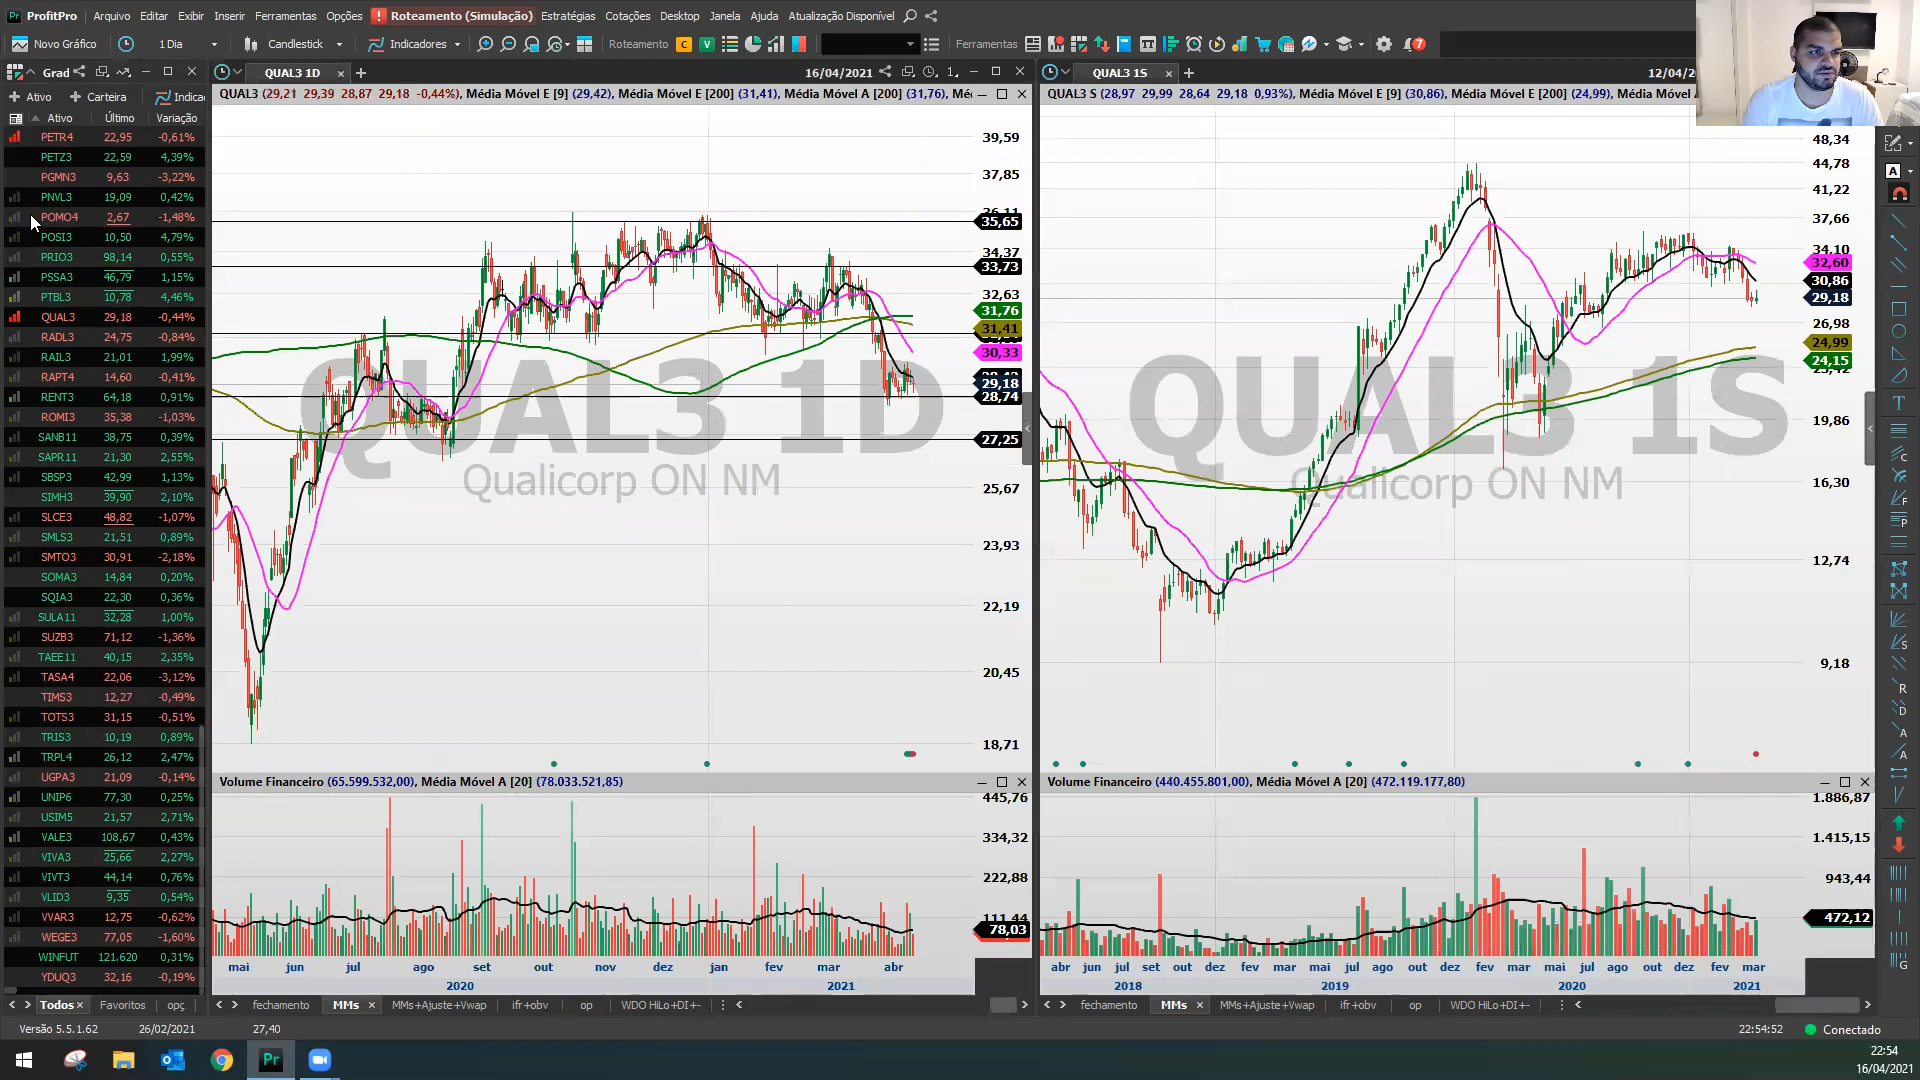 ProfitPro Arquivo Editar Exibir Inserir Ferramentas Opções Roteamento (Simulação) Estratégias Cotações Desktop Janela Ajuda Atualização Disponível
Novo Gráfico 1 Dia Candlestick Indicadores Roteamento C V Ferramentas 7
Grad
Ativo Carteira Indica
Ativo Último Variação
PETR4 22,95 -0,61%
PETZ3 22,59 4,39%
PGMN3 9,63 -3,22%
PNVL3 19,09 0,42%
POMO4 2,67 -1,48%
POSI3 10,50 4,79%
PRIO3 98,14 0,55%
PSSA3 46,79 1,15%
PTBL3 10,78 4,46%
QUAL3 29,18 -0,44%
RADL3 24,75 -0,84%
RAIL3 21,01 1,99%
RAPT4 14,60 -0,41%
RENT3 64,18 0,91%
ROMI3 35,38 -1,03%
SANB11 38,75 0,39%
SAPR11 21,30 2,55%
SBSP3 42,99 1,13%
SIMH3 39,90 2,10%
SLCE3 48,82 -1,07%
SMLS3 21,51 0,89%
SMTO3 30,91 -2,18%
SOMA3 14,84 0,20%
SQIA3 22,30 0,36%
SULA11 32,28 1,00%
SUZB3 71,12 -1,36%
TAEE11 40,15 2,35%
TASA4 22,06 -3,12%
TIMS3 12,27 -0,49%
TOTS3 31,15 -0,51%
TRIS3 10,19 0,89%
TRPL4 26,12 2,47%
UGPA3 21,09 -0,14%
UNIP6 77,30 0,25%
USIM5 21,57 2,71%
VALE3 108,67 0,43%
VIVA3 25,66 2,27%
VIVT3 44,14 0,76%
VLID3 9,35 0,54%
VVAR3 12,75 -0,62%
WEGE3 77,05 -1,60%
WINFUT 121.620 0,31%
YDUQ3 32,16 -0,19%
Todos Favoritos opç
QUAL3 1D 16/04/2021
QUAL3 (29,21 29,39 28,87 29,18 -0,44%), Média Móvel E [9] (29,42), Média Móvel E [200] (31,41), Média Móvel A [200] (31,76), Mé
39,59
37,85
35,65
34,37
33,73
32,63
31,76
31,41
30,33
29,18
28,74
27,25
25,67
23,93
22,19
20,45
18,71
QUAL3 1D
Qualicorp ON NM
Volume Financeiro (65.599.532,00), Média Móvel A [20] (78.033.521,85)
445,76
334,32
222,88
111,44
78,03
mai jun jul ago set out nov dez jan fev mar abr
2020 2021
fechamento MMs MMs+Ajuste+Vwap ifr+obv op WDO HiLo+DI+-
QUAL3 1S 12/04/2
QUAL3 S (28,97 29,99 28,64 29,18 0,93%), Média Móvel E [9] (30,86), Média Móvel E [200] (24,99), Média Móvel
48,34
44,78
41,22
37,66
34,10
32,60
30,86
29,18
26,98
24,99
24,15
19,86
16,30
12,74
9,18
QUAL3 1S
Qualicorp ON NM
Volume Financeiro (440.455.801,00), Média Móvel A [20] (472.119.177,80)
1.886,87
1.415,15
943,44
472,12
abr jun jul set out dez fev mar mai jul ago out dez fev mar mai jul ago out dez fev mar
2018 2019 2020 2021
fechamento MMs MMs+Ajuste+Vwap ifr+obv op WDO HiLo+DI+-
Versão 5.5.1.62 26/02/2021 27,40 22:54:52 Conectado
Pr
22:54
16/04/2021